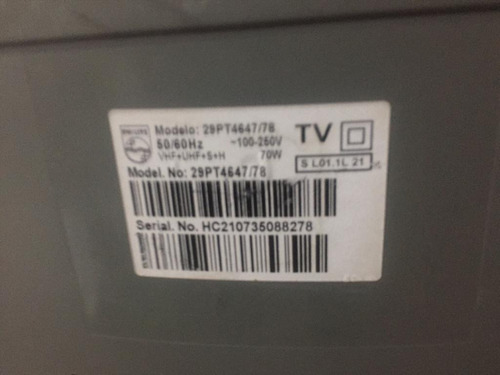 PHILIPS
Modelo: 29PT4647/78
50/60Hz ~100-250V
VHF+UHF+S+H 70W
TV
S L01.1L 21
Model. No: 29PT4647/78
Serial. No. HC210735088278